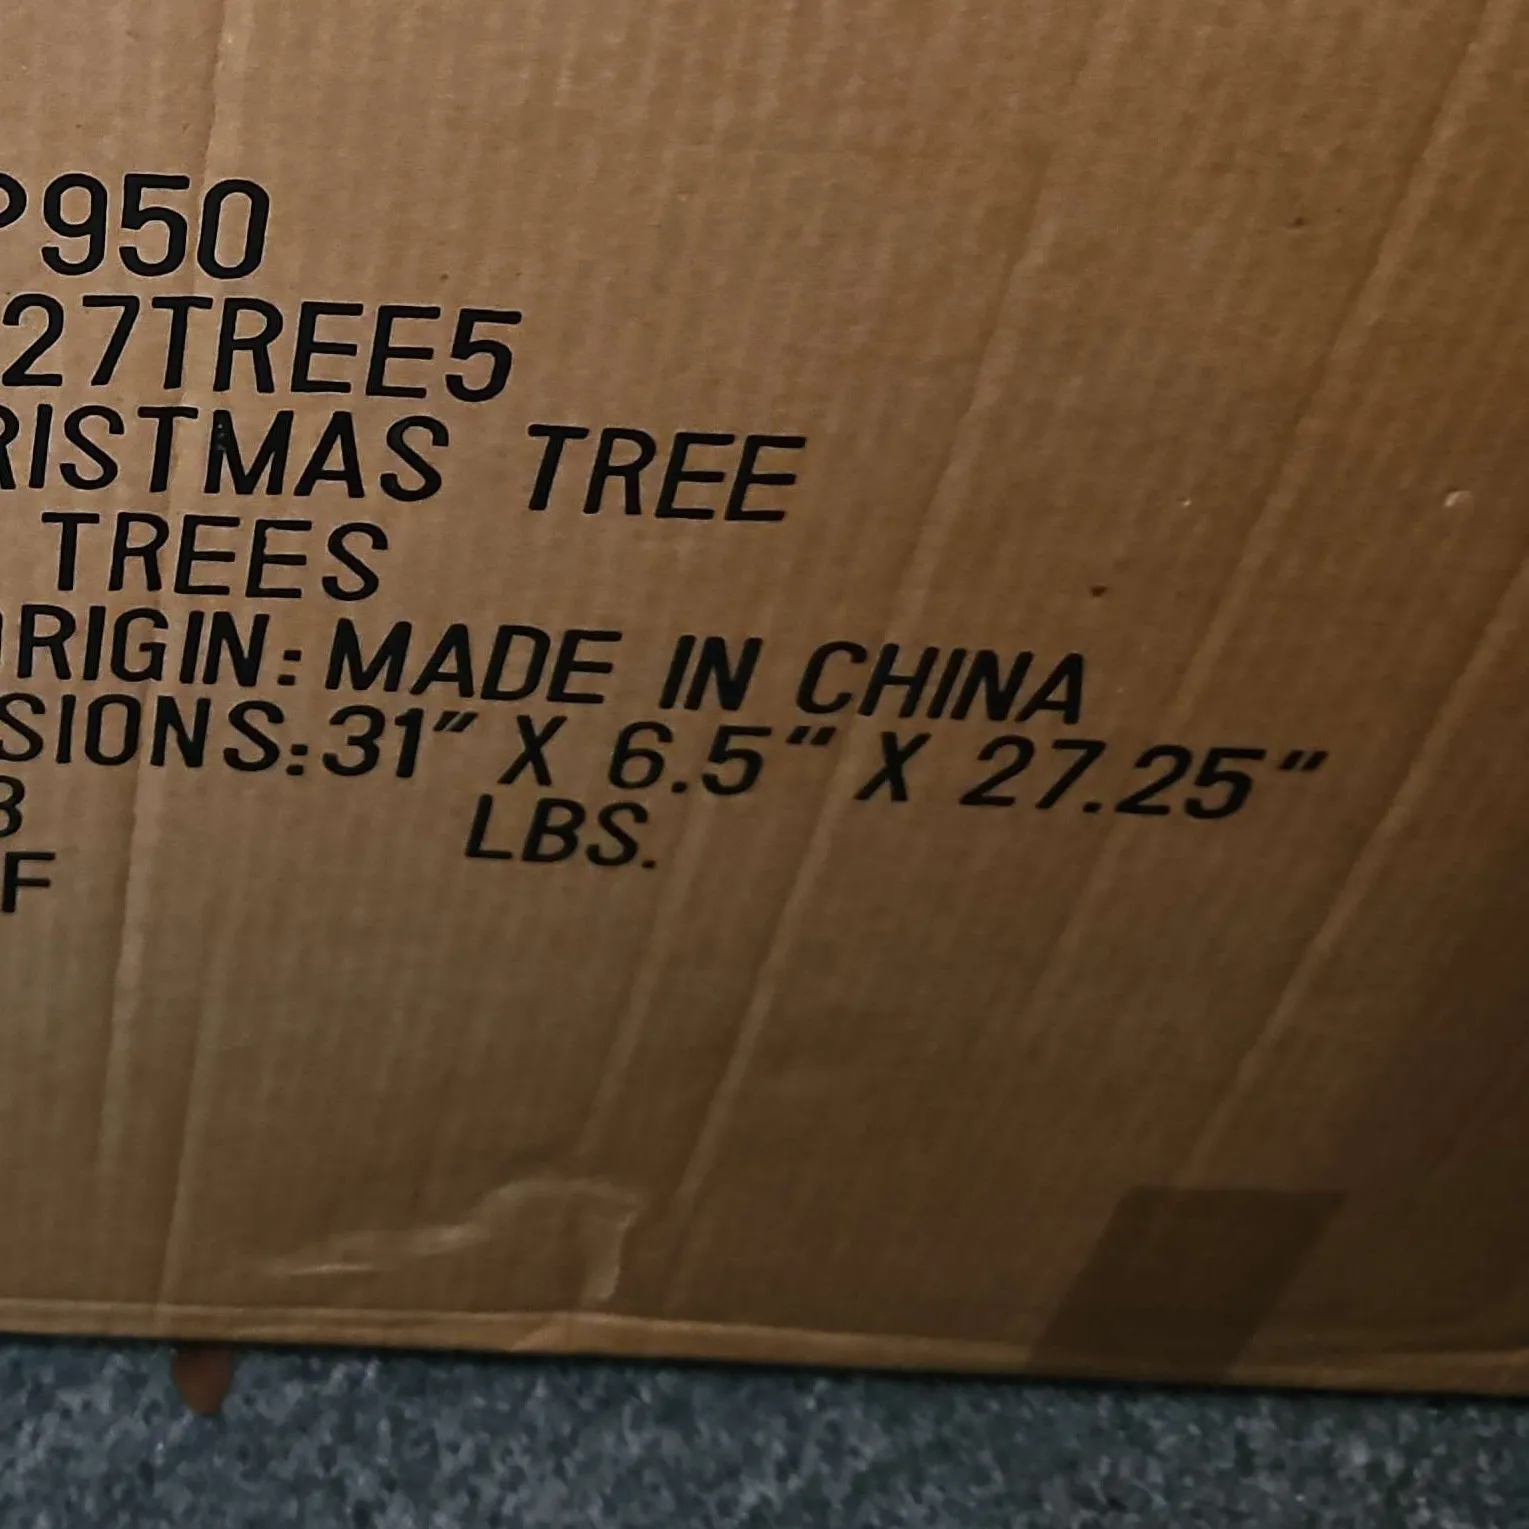 P950
27TREE5
RISTMAS TREE
TREES
RIGIN: MADE IN CHINA
SIONS: 31" X 6.5" X 27.25"
LBS.
F